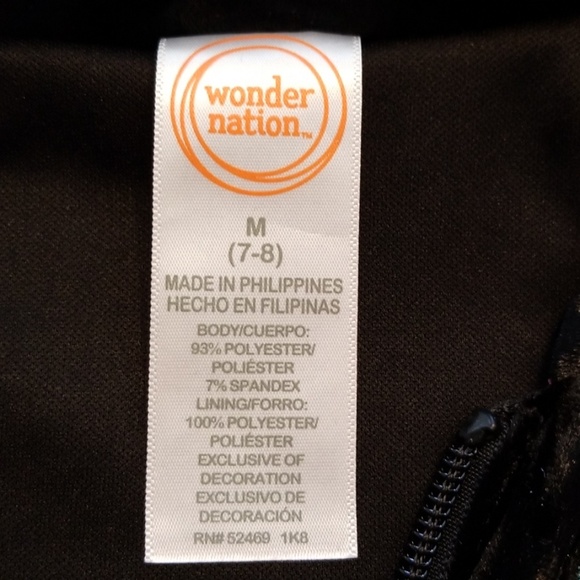 wonder
nation™
M
(7-8)
MADE IN PHILIPPINES
HECHO EN FILIPINAS
BODY/CUERPO:
93% POLYESTER/
POLIÉSTER
7% SPANDEX
LINING/FORRO:
100% POLYESTER/
POLIÉSTER
EXCLUSIVE OF
DECORATION
EXCLUSIVO DE
DECORACIÓN
RN# 52469 1K8